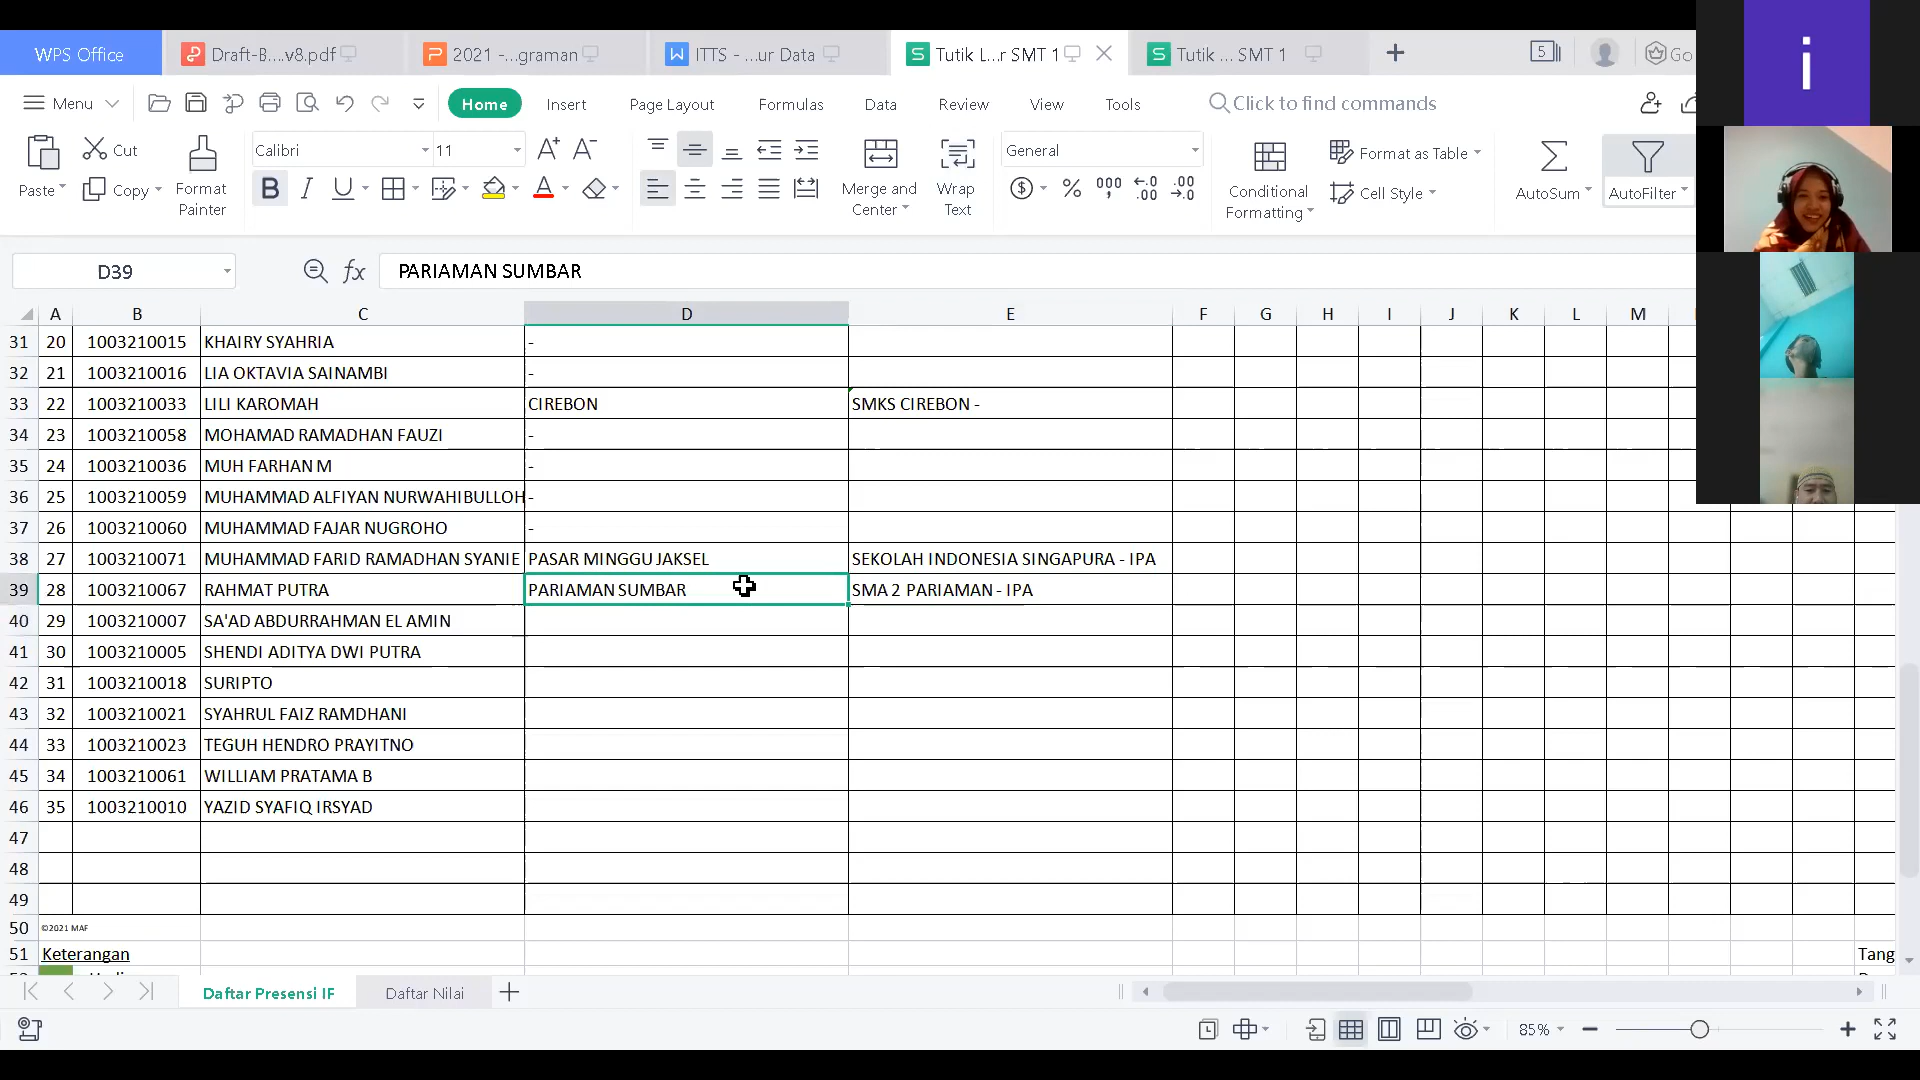 WPS Office Draft-B....v8.pdf 2021 -...graman ITTS - ...ur Data Tutik L...r SMT 1 Tutik ... SMT 1 5 Go
Menu Home Insert Page Layout Formulas Data Review View Tools Click to find commands
Paste Cut Copy Format Painter Calibri 11 Merge and Center Wrap Text General Conditional Formatting Format as Table Cell Style AutoSum AutoFilter
D39 fx PARIAMAN SUMBAR
A B C D E F G H I J K L M
31 20 1003210015 KHAIRY SYAHRIA -
32 21 1003210016 LIA OKTAVIA SAINAMBI -
33 22 1003210033 LILI KAROMAH CIREBON SMKS CIREBON -
34 23 1003210058 MOHAMAD RAMADHAN FAUZI -
35 24 1003210036 MUH FARHAN M -
36 25 1003210059 MUHAMMAD ALFIYAN NURWAHIBULLOH -
37 26 1003210060 MUHAMMAD FAJAR NUGROHO -
38 27 1003210071 MUHAMMAD FARID RAMADHAN SYANIE PASAR MINGGU JAKSEL SEKOLAH INDONESIA SINGAPURA - IPA
39 28 1003210067 RAHMAT PUTRA PARIAMAN SUMBAR SMA 2 PARIAMAN - IPA
40 29 1003210007 SA'AD ABDURRAHMAN EL AMIN
41 30 1003210005 SHENDI ADITYA DWI PUTRA
42 31 1003210018 SURIPTO
43 32 1003210021 SYAHRUL FAIZ RAMDHANI
44 33 1003210023 TEGUH HENDRO PRAYITNO
45 34 1003210061 WILLIAM PRATAMA B
46 35 1003210010 YAZID SYAFIQ IRSYAD
47
48
49
50 ©2021 MAF
51 Keterangan Tang
Daftar Presensi IF Daftar Nilai
85%
i